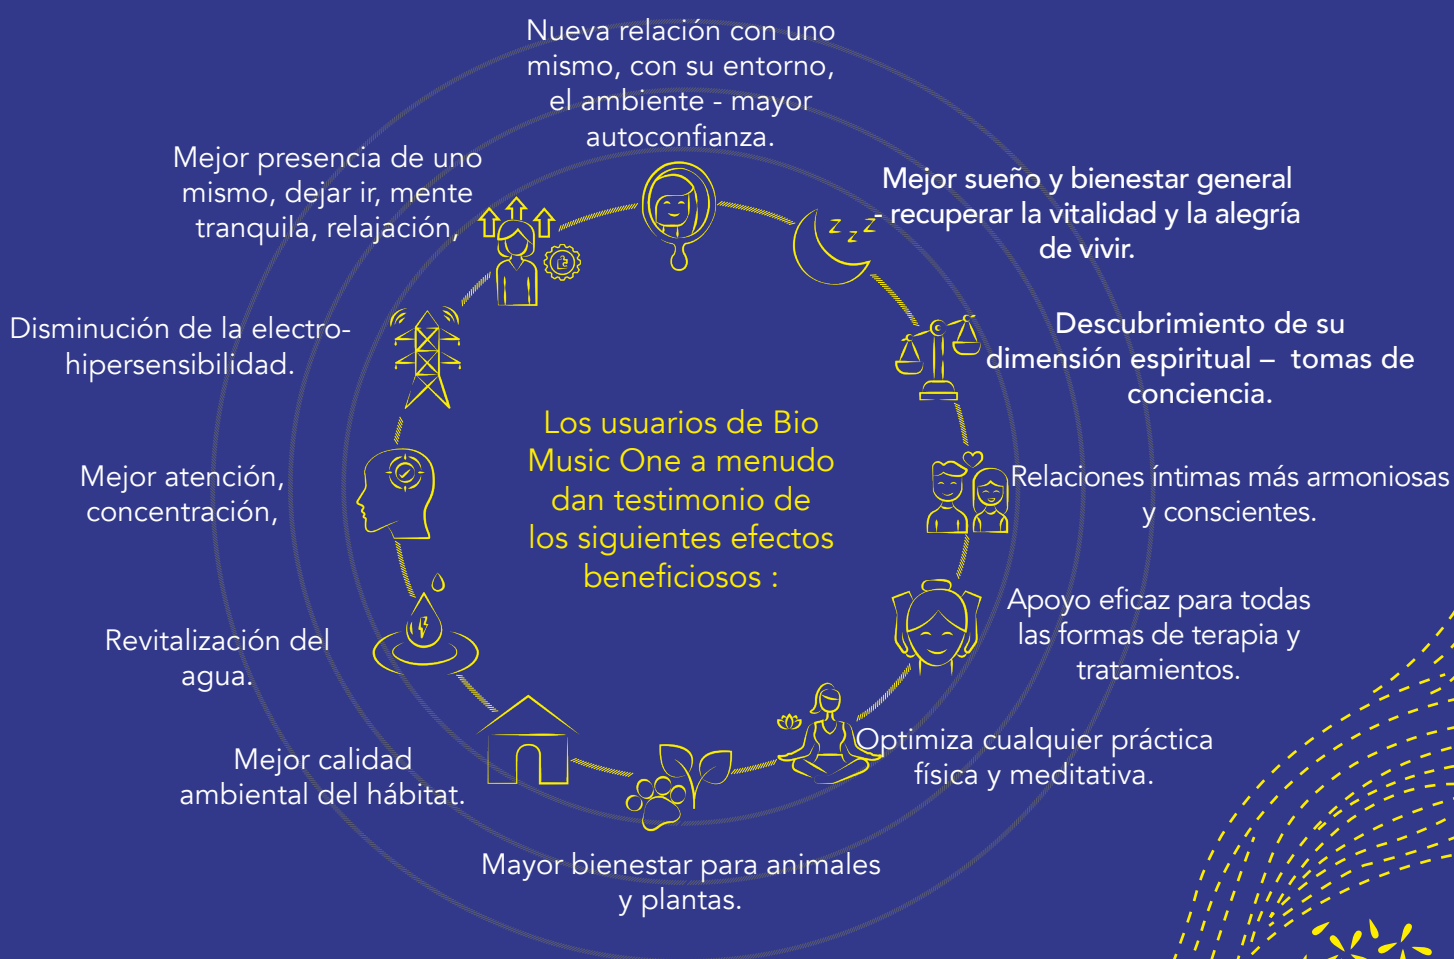 Nueva relación con uno
mismo, con su entorno,
el ambiente - mayor
autoconfianza.
Mejor sueño y bienestar general
- recuperar la vitalidad y la alegría
de vivir.
z z z
Descubrimiento de su
dimensión espiritual – tomas de
conciencia.
Relaciones íntimas más armoniosas
y conscientes.
Apoyo eficaz para todas
las formas de terapia y
tratamientos.
Optimiza cualquier práctica
física y meditativa.
Mayor bienestar para animales
y plantas.
Mejor calidad
ambiental del hábitat.
Revitalización del
agua.
Mejor atención,
concentración,
Disminución de la electro-
hipersensibilidad.
Mejor presencia de uno
mismo, dejar ir, mente
tranquila, relajación,
Los usuarios de Bio
Music One a menudo
dan testimonio de
los siguientes efectos
beneficiosos :